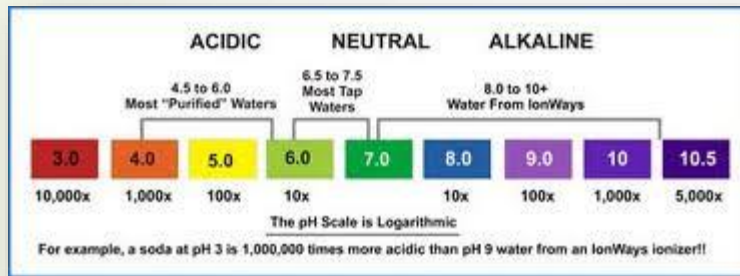 ACIDIC NEUTRAL ALKALINE
4.5 to 6.0
Most "Purified" Waters
6.5 to 7.5
Most Tap
Waters
8.0 to 10+
Water From IonWays
3.0 4.0 5.0 6.0 7.0 8.0 9.0 10 10.5
10,000x 1,000x 100x 10x 10x 100x 1,000x 5,000x
The pH Scale is Logarithmic
For example, a soda at pH 3 is 1,000,000 times more acidic than pH 9 water from an IonWays ionizer!!